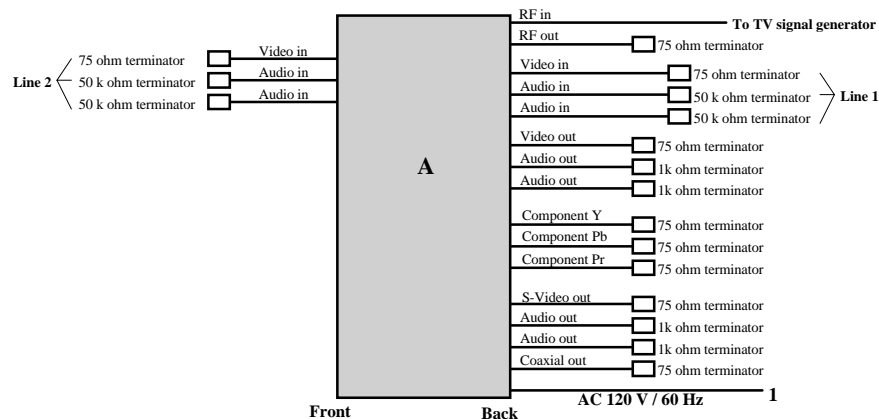 RF in
To TV signal generator
RF out
75 ohm terminator
Line 2
75 ohm terminator
Video in
50 k ohm terminator
Audio in
50 k ohm terminator
Audio in
A
Video in
75 ohm terminator
Audio in
50 k ohm terminator
Audio in
50 k ohm terminator
Line 1
Video out
75 ohm terminator
Audio out
1k ohm terminator
Audio out
1k ohm terminator
Component Y
75 ohm terminator
Component Pb
75 ohm terminator
Component Pr
75 ohm terminator
S-Video out
75 ohm terminator
Audio out
1k ohm terminator
Audio out
1k ohm terminator
Coaxial out
75 ohm terminator
AC 120 V / 60 Hz
1
Front
Back